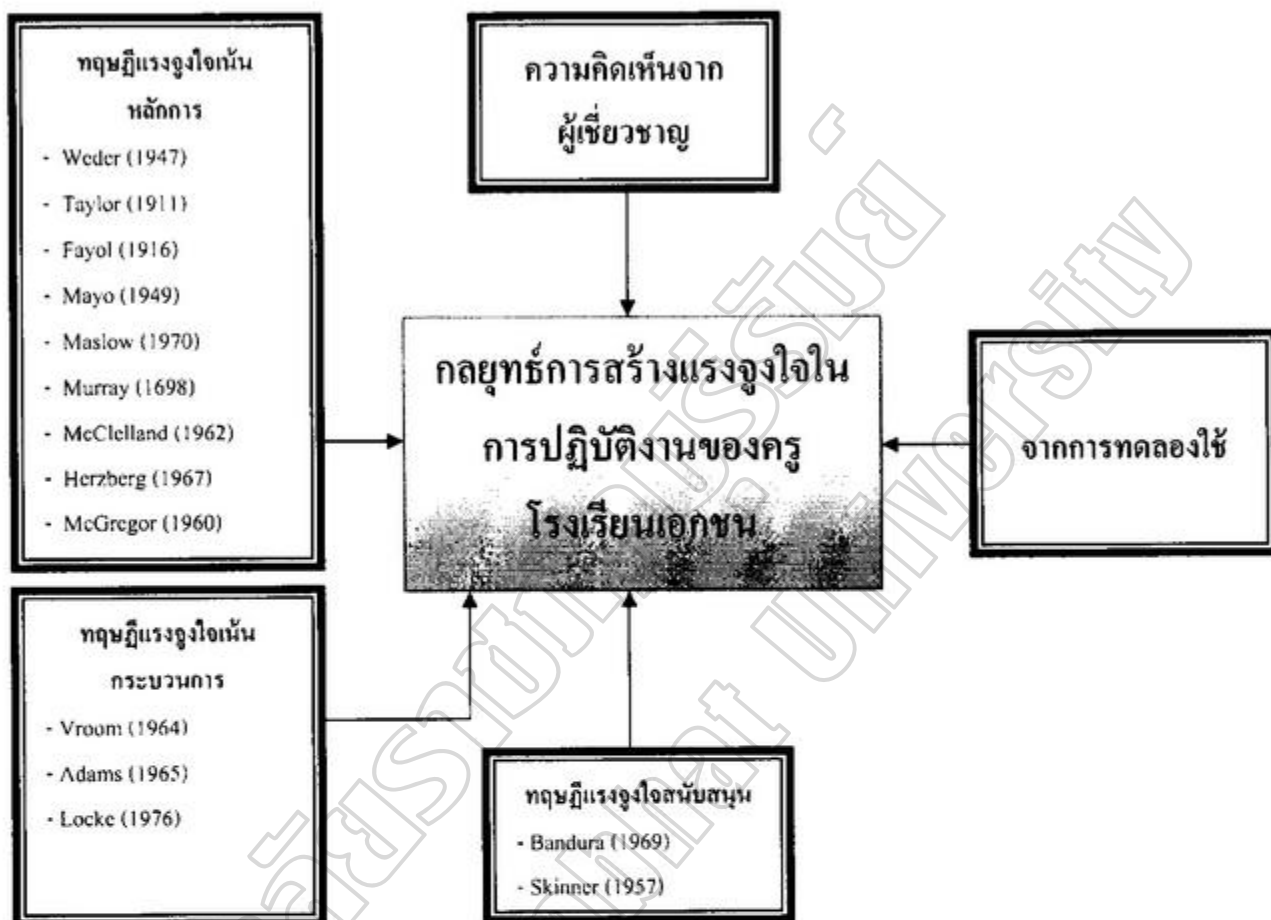 ทฤษฎีแรงจูงใจเน้น
หลักการ
- Weder (1947)
- Taylor (1911)
- Fayol (1916)
- Mayo (1949)
- Maslow (1970)
- Murray (1698)
- McClelland (1962)
- Herzberg (1967)
- McGregor (1960)
ความคิดเห็นจาก
ผู้เชี่ยวชาญ
กลยุทธ์การสร้างแรงจูงใจใน
การปฏิบัติงานของครู
โรงเรียนเอกชน
จากการทดลองใช้
ทฤษฎีแรงจูงใจเน้น
กระบวนการ
- Vroom (1964)
- Adams (1965)
- Locke (1976)
ทฤษฎีแรงจูงใจสนับสนุน
- Bandura (1969)
- Skinner (1957)
University